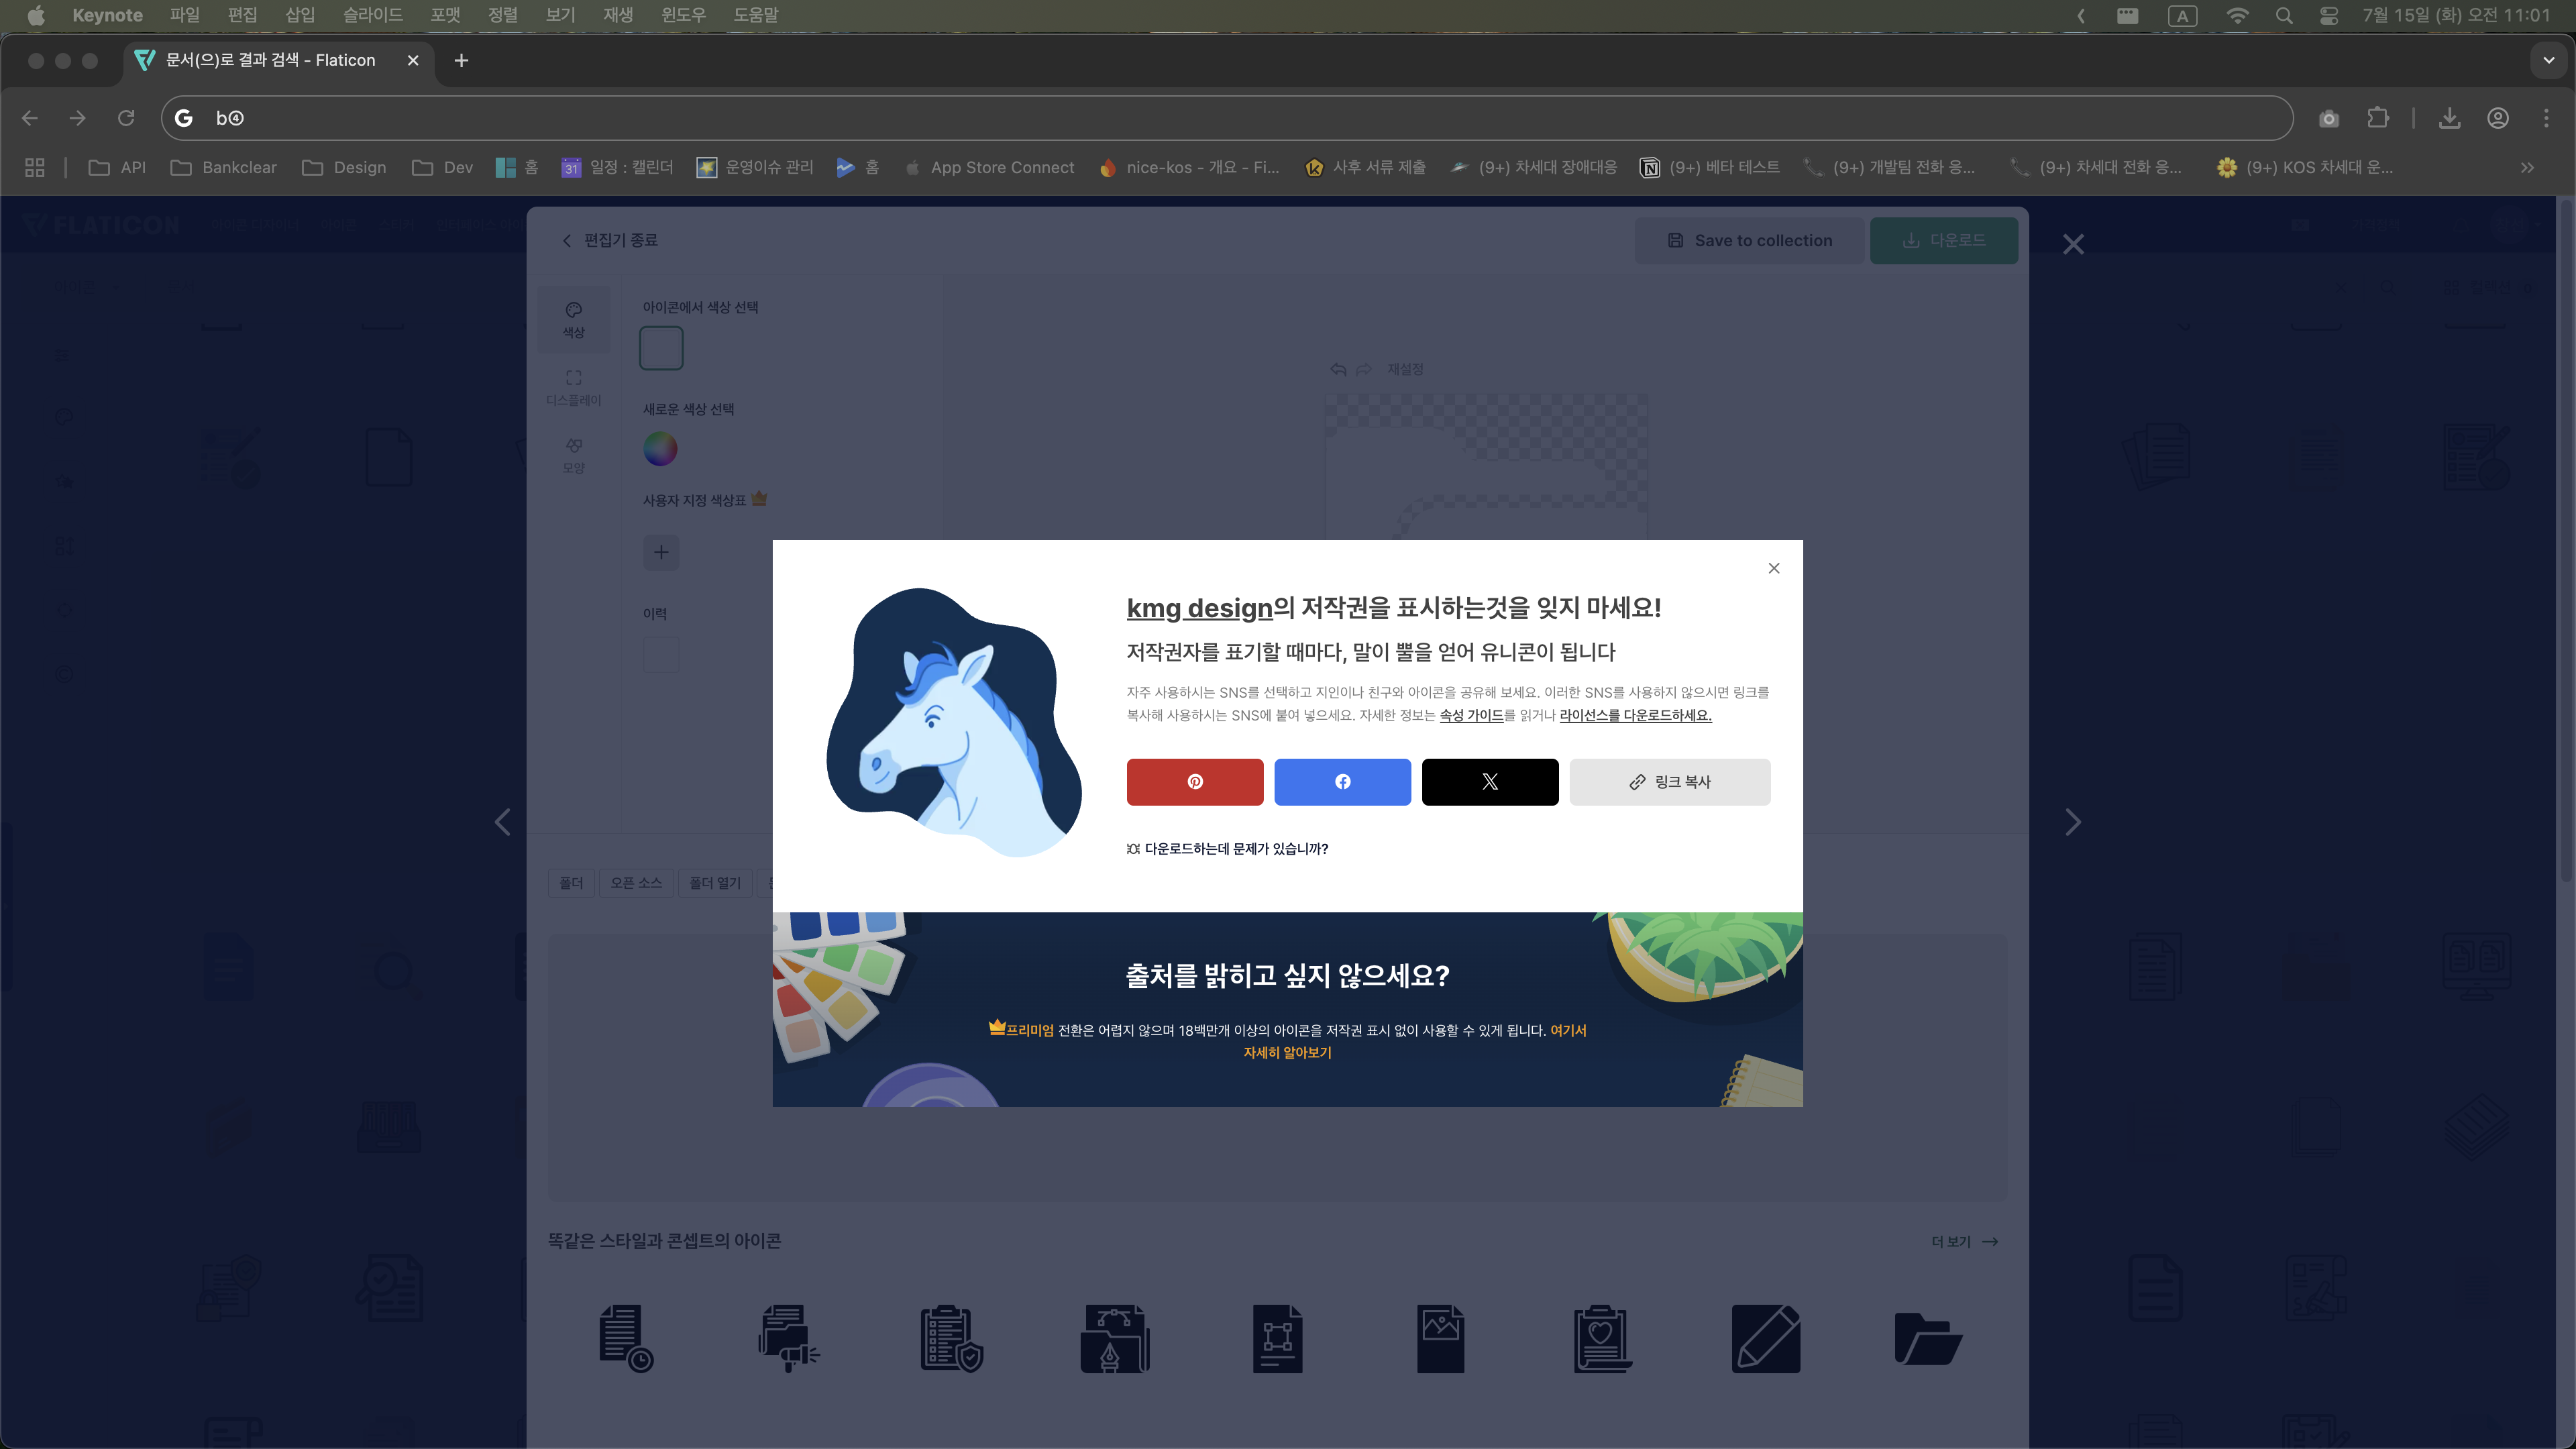 Keynote 파일 편집 삽입 슬라이드 포맷 정렬 보기 재생 윈도우 도움말 A 7월 15일 (화) 오전 11:01
문서(으)로 결과 검색 - Flaticon
b④
API Bankclear Design Dev 홈 31 일정 : 캘린더 운영이슈 관리 홈 App Store Connect nice-kos - 개요 - Fi... 사후 서류 제출 (9+) 차세대 장애대응 (9+) 베타 테스트 (9+) 개발팀 전화 응... (9+) 차세대 전화 응... (9+) KOS 차세대 운...
FLATICON
편집기 종료 Save to collection 다운로드
색상
디스플레이
모양
아이콘에서 색상 선택
새로운 색상 선택
사용자 지정 색상표
이력
재설정
kmg design의 저작권을 표시하는것을 잊지 마세요!
저작권자를 표기할 때마다, 말이 뿔을 얻어 유니콘이 됩니다
자주 사용하시는 SNS를 선택하고 지인이나 친구와 아이콘을 공유해 보세요. 이러한 SNS를 사용하지 않으시면 링크를
복사해 사용하시는 SNS에 붙여 넣으세요. 자세한 정보는 속성 가이드를 읽거나 라이선스를 다운로드하세요.
링크 복사
다운로드하는데 문제가 있습니까?
폴더 오픈 소스 폴더 열기
출처를 밝히고 싶지 않으세요?
프리미엄 전환은 어렵지 않으며 18백만개 이상의 아이콘을 저작권 표시 없이 사용할 수 있게 됩니다. 여기서
자세히 알아보기
똑같은 스타일과 콘셉트의 아이콘 더 보기